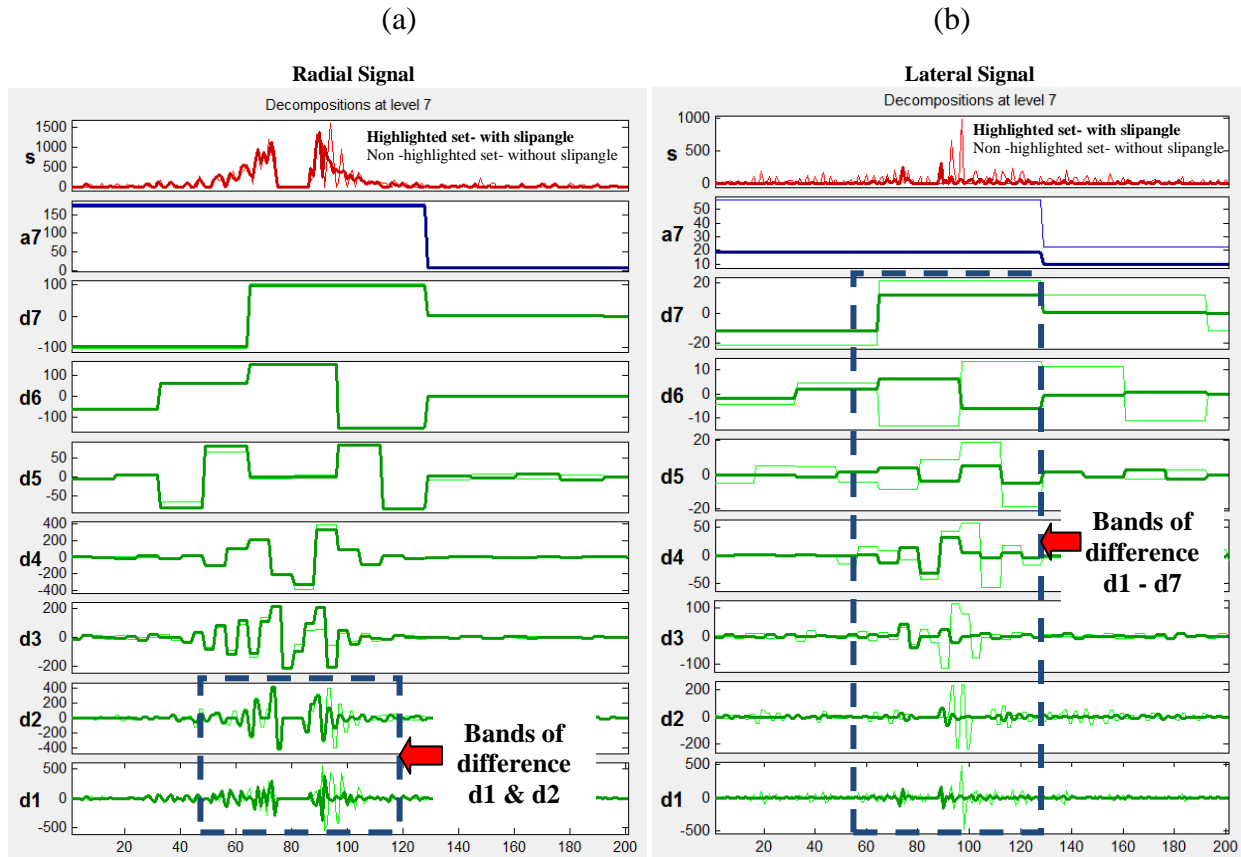 (a)
Radial Signal
Decompositions at level 7
Highlighted set- with slipangle
Non -highlighted set- without slipangle
s
1500
1000
500
0
a7
150
100
50
0
d7
100
0
-100
d6
100
0
-100
d5
50
0
-50
d4
400
200
0
-200
-400
d3
200
0
-200
d2
400
200
0
-200
-400
d1
500
0
-500
Bands of
difference
d1 & d2
20 40 60 80 100 120 140 160 180 200
(b)
Lateral Signal
Decompositions at level 7
Highlighted set- with slipangle
Non -highlighted set- without slipangle
s
1000
500
0
a7
50
40
30
20
10
d7
20
0
-20
d6
10
0
-10
d5
20
0
-20
d4
50
0
-50
Bands of
difference
d1 - d7
d3
100
0
-100
d2
200
0
-200
d1
500
0
-500
20 40 60 80 100 120 140 160 180 200